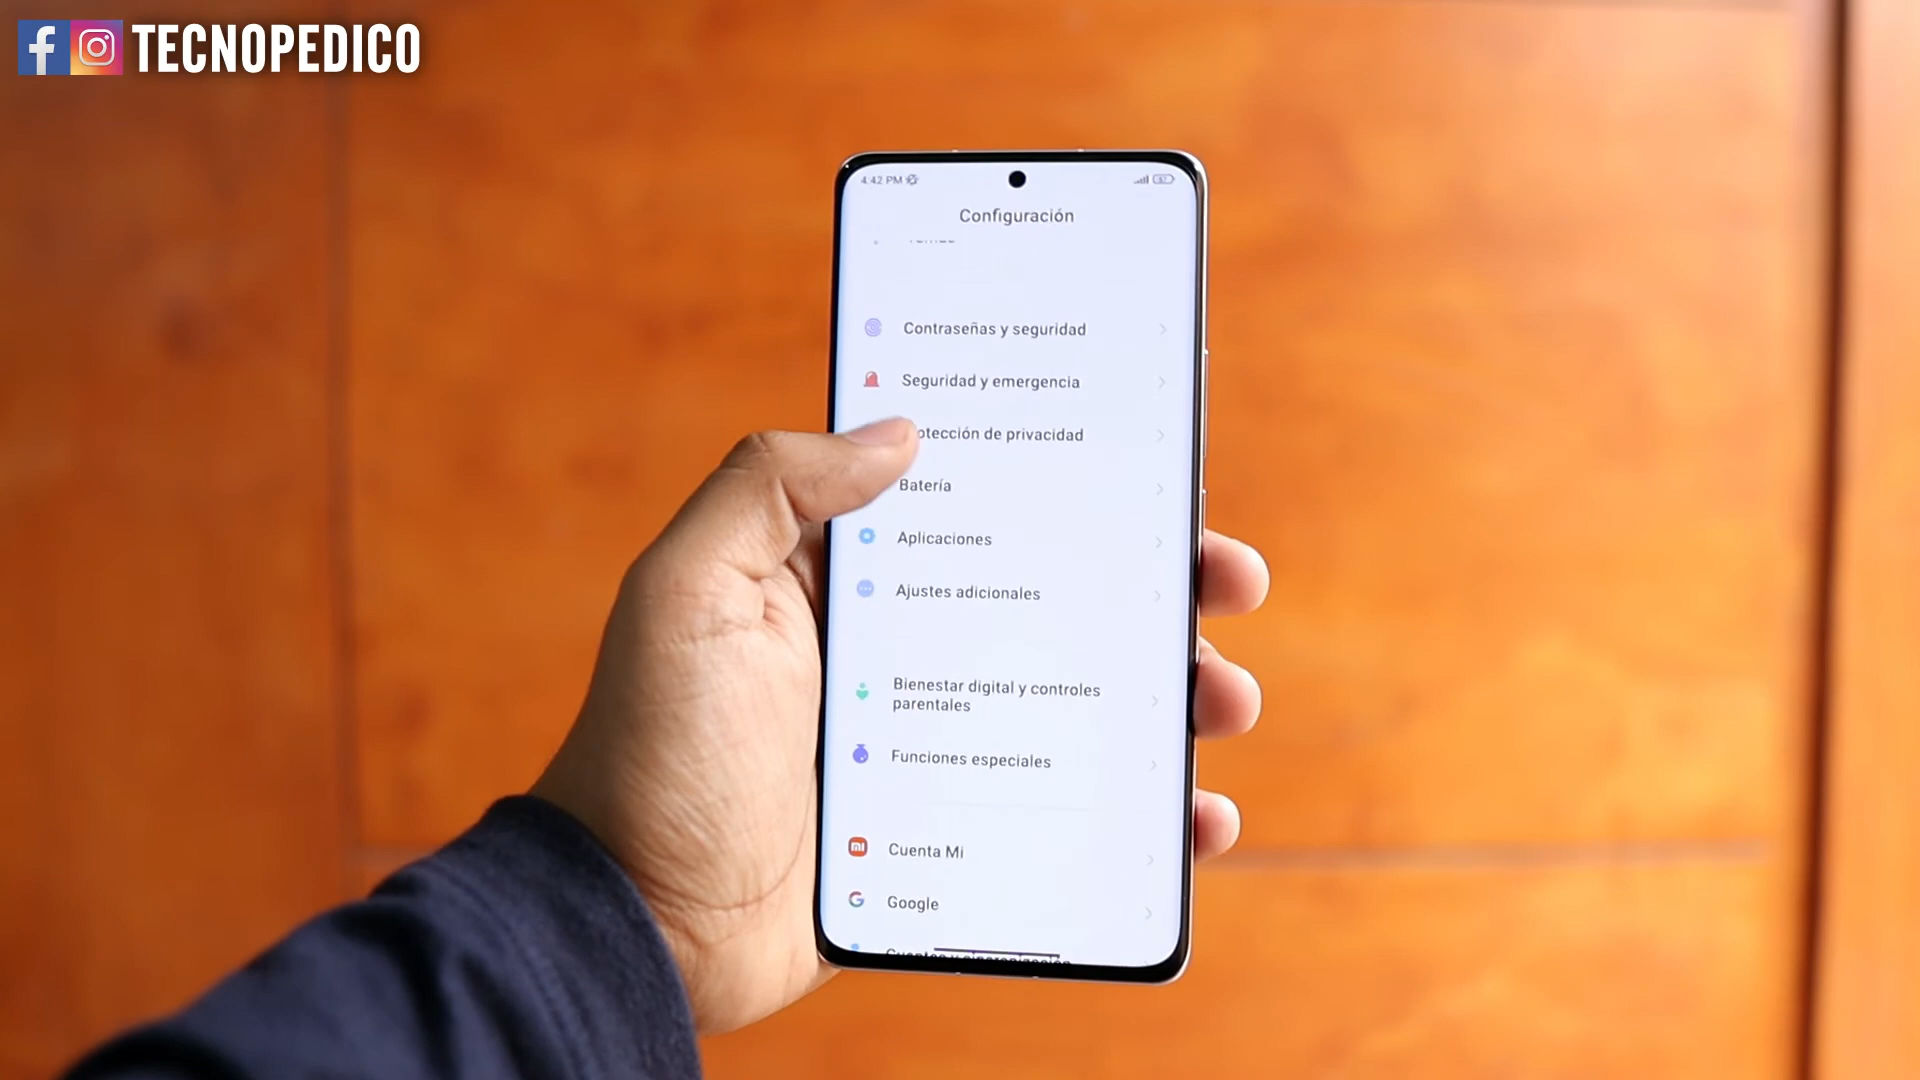 TECNOPEDICO
4:42 PM
Configuración
Contraseñas y seguridad
Seguridad y emergencia
otección de privacidad
Batería
Aplicaciones
Ajustes adicionales
Bienestar digital y controles
parentales
Funciones especiales
Cuenta Mi
Google